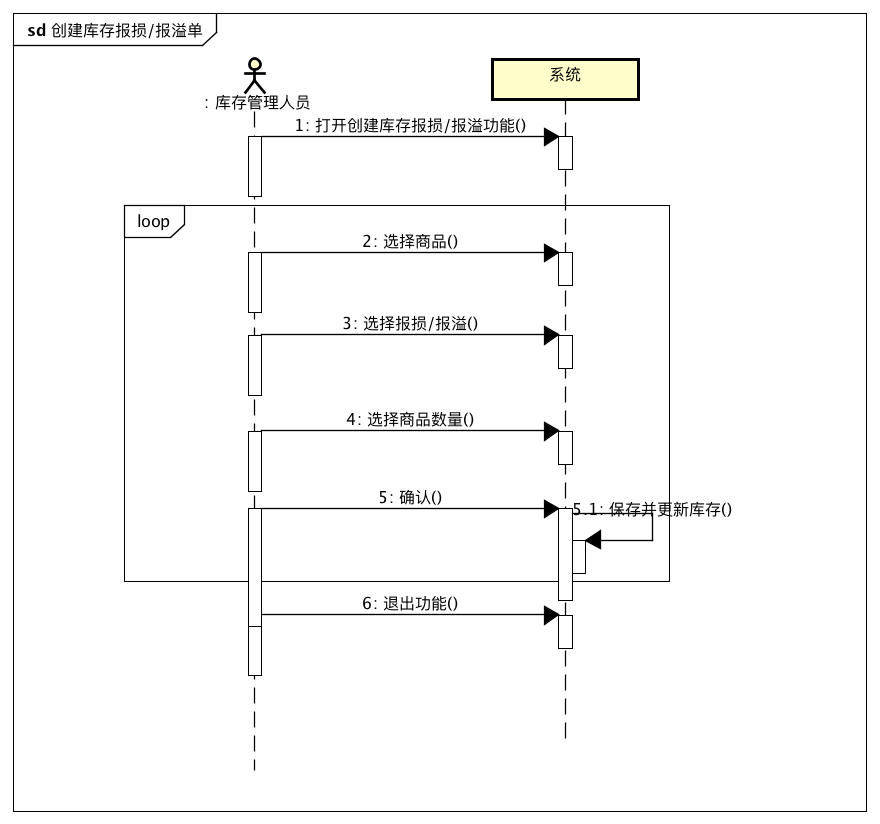 sd 创建库存报损/报溢单
系统
: 库存管理人员
1: 打开创建库存报损/报溢功能()
loop
2: 选择商品()
3: 选择报损/报溢()
4: 选择商品数量()
5: 确认()
5.1: 保存并更新库存()
6: 退出功能()